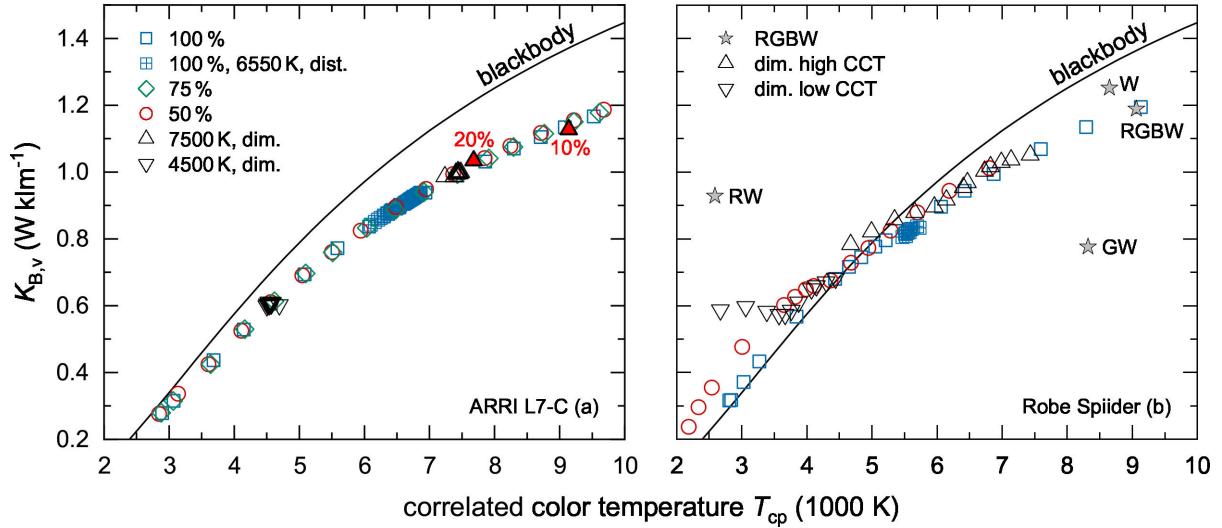 1.4
1.2
1.0
0.8
0.6
0.4
0.2
K_B,v (W klm⁻¹)
100 %
100 %, 6550 K, dist.
75 %
50 %
7500 K, dim.
4500 K, dim.
blackbody
20%
10%
ARRI L7-C (a)
2 3 4 5 6 7 8 9 10
RGBW
dim. high CCT
dim. low CCT
blackbody
W
RGBW
RW
GW
Robe Spiider (b)
2 3 4 5 6 7 8 9 10
correlated color temperature T_cp (1000 K)